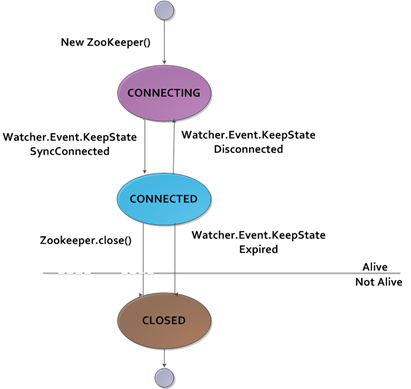 New ZooKeeper()
CONNECTING
Watcher.Event.KeepState
SyncConnected
Watcher.Event.KeepState
Disconnected
CONNECTED
Zookeeper.close()
Watcher.Event.KeepState
Expired
Alive
Not Alive
CLOSED